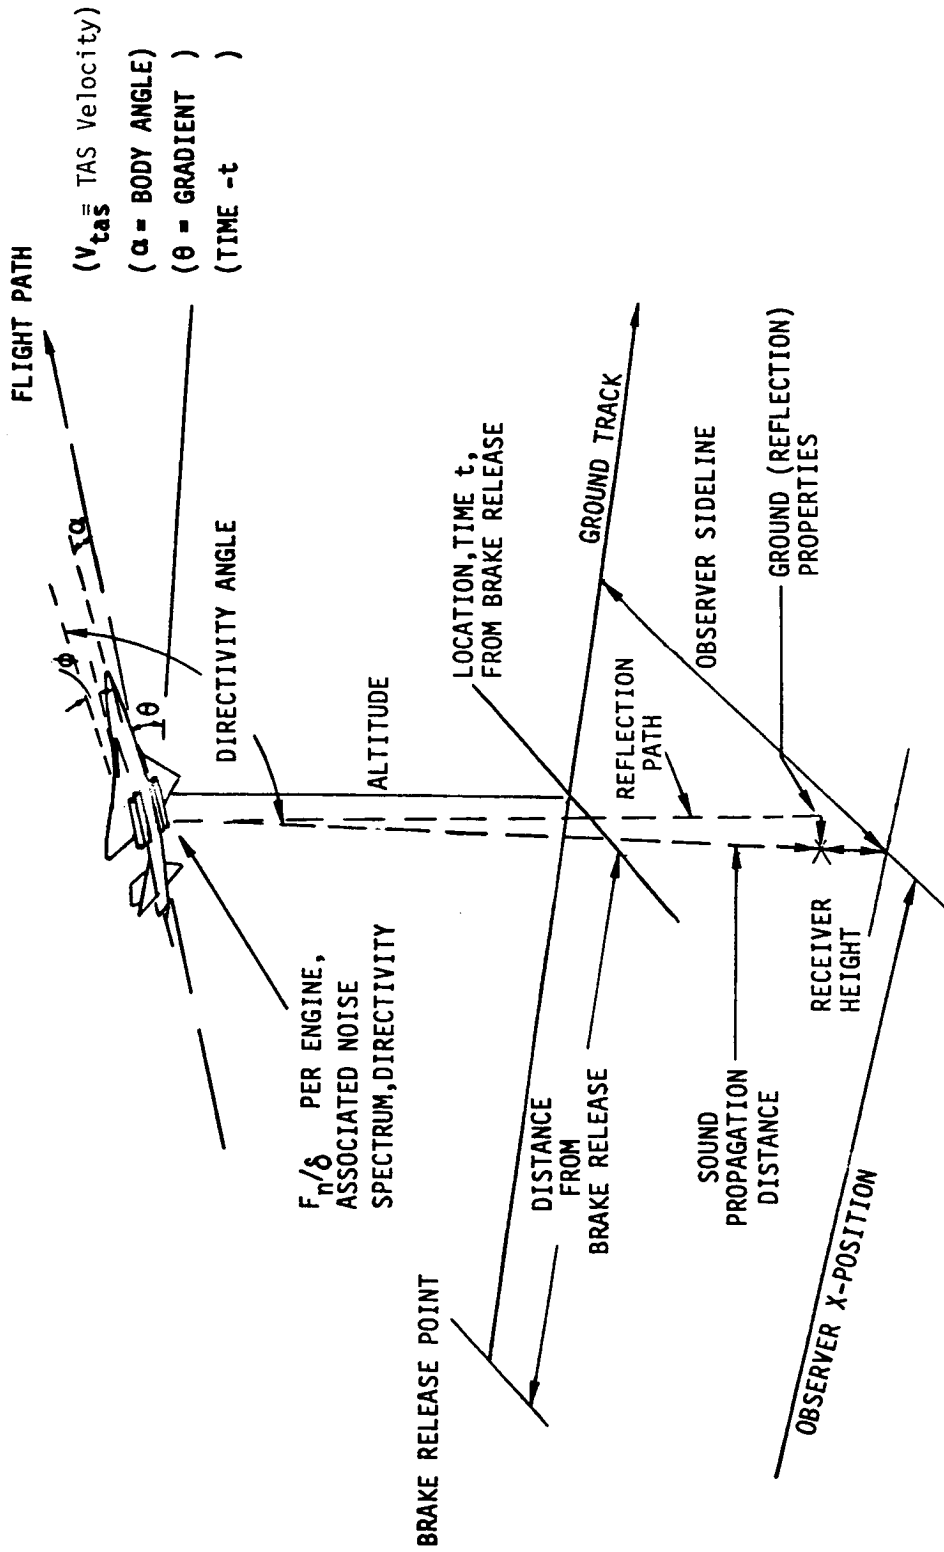 FLIGHT PATH
(Vtas≡ TAS Velocity)
(α = BODY ANGLE)
(θ = GRADIENT )
(TIME -t )
α
ϕ
θ
DIRECTIVITY ANGLE
Fn/δ PER ENGINE,
ASSOCIATED NOISE
SPECTRUM,DIRECTIVITY
ALTITUDE
LOCATION,TIME t,
FROM BRAKE RELEASE
GROUND TRACK
BRAKE RELEASE POINT
DISTANCE
FROM
BRAKE RELEASE
REFLECTION
PATH
OBSERVER SIDELINE
GROUND (REFLECTION)
PROPERTIES
SOUND
PROPAGATION
DISTANCE
RECEIVER
HEIGHT
OBSERVER X-POSITION